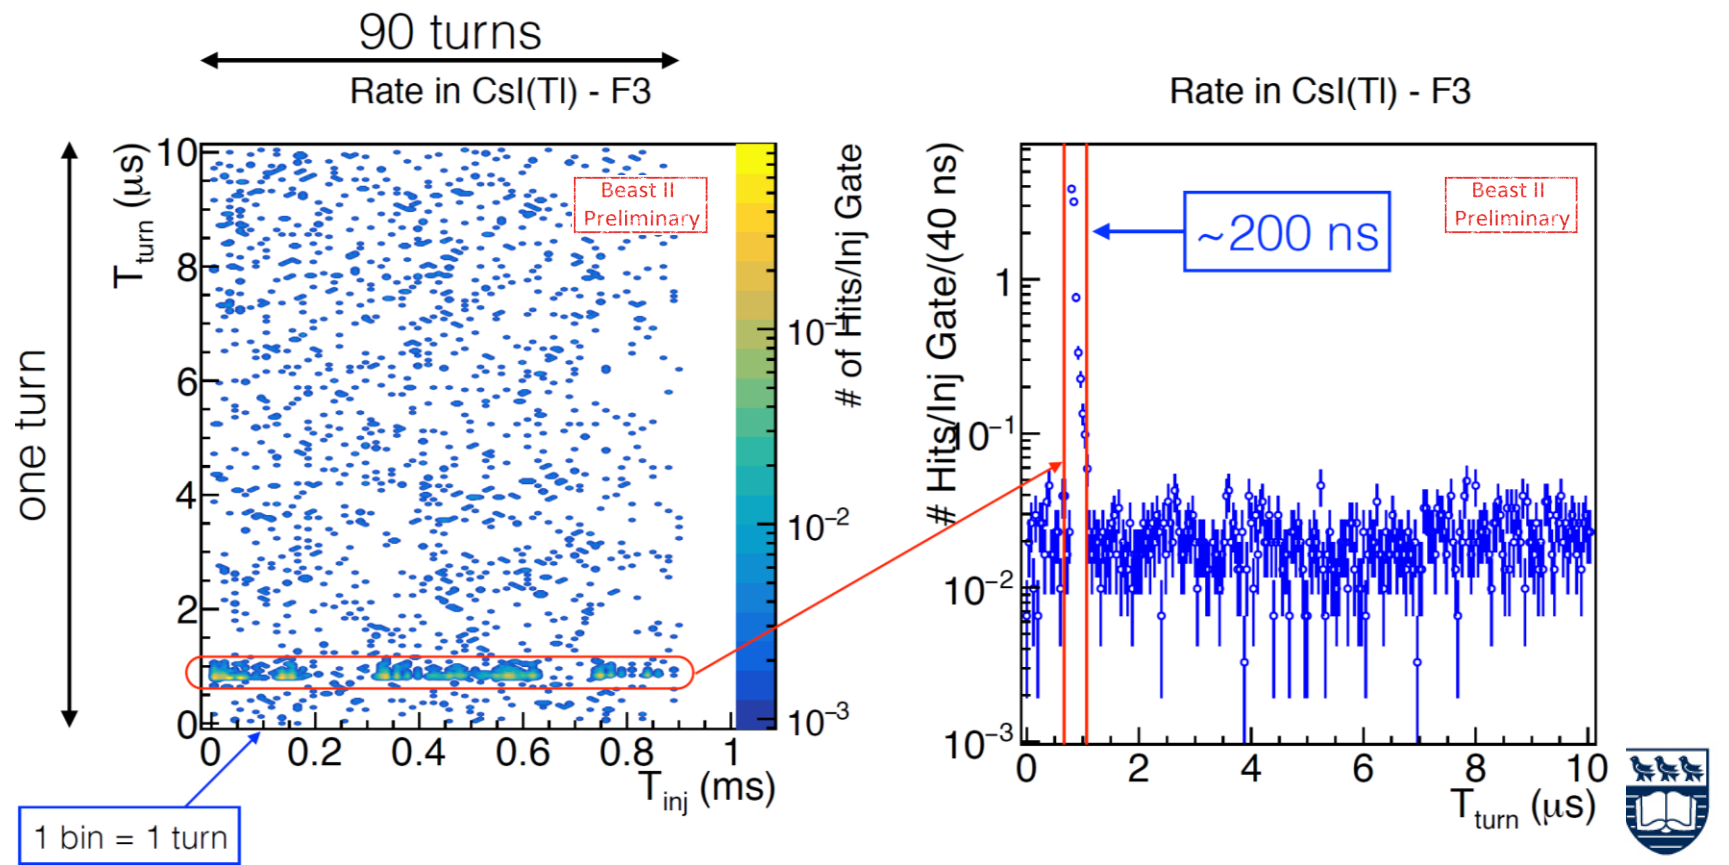 90 turns
Rate in CsI(Tl) - F3
one turn
T_turn (μs)
10
8
6
4
2
0
0
0.2
0.4
0.6
0.8
1
T_inj (ms)
Beast II
Preliminary
# of Hits/Inj Gate
10⁻¹
10⁻²
10⁻³
1 bin = 1 turn
Rate in CsI(Tl) - F3
# Hits/Inj Gate/(40 ns)
1
10⁻¹
10⁻²
10⁻³
~200 ns
Beast II
Preliminary
0
2
4
6
8
10
T_turn (μs)